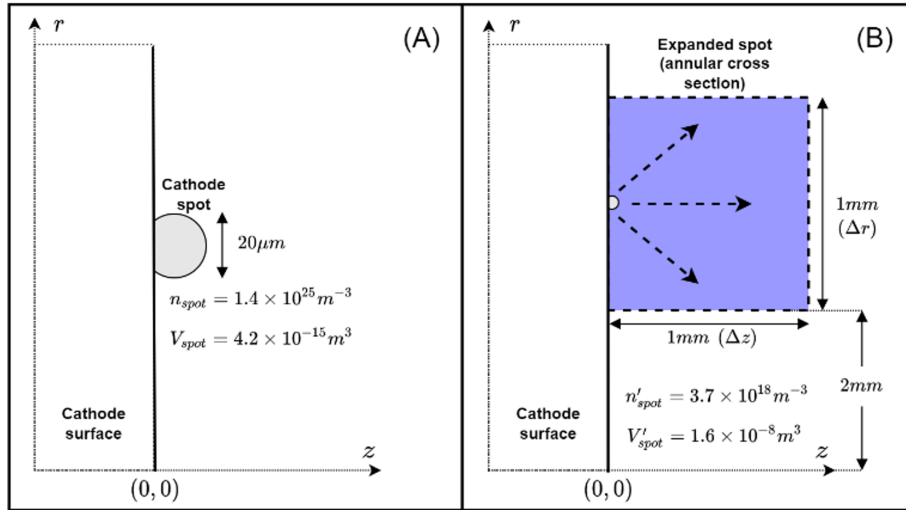 r
(A)
Cathode
spot
20μm
n_spot = 1.4 × 10^25 m^-3
V_spot = 4.2 × 10^-15 m^3
Cathode
surface
z
(0, 0)
r
(B)
Expanded spot
(annular cross
section)
1mm
(Δr)
1mm (Δz)
2mm
n'_spot = 3.7 × 10^18 m^-3
V'_spot = 1.6 × 10^-8 m^3
Cathode
surface
z
(0, 0)